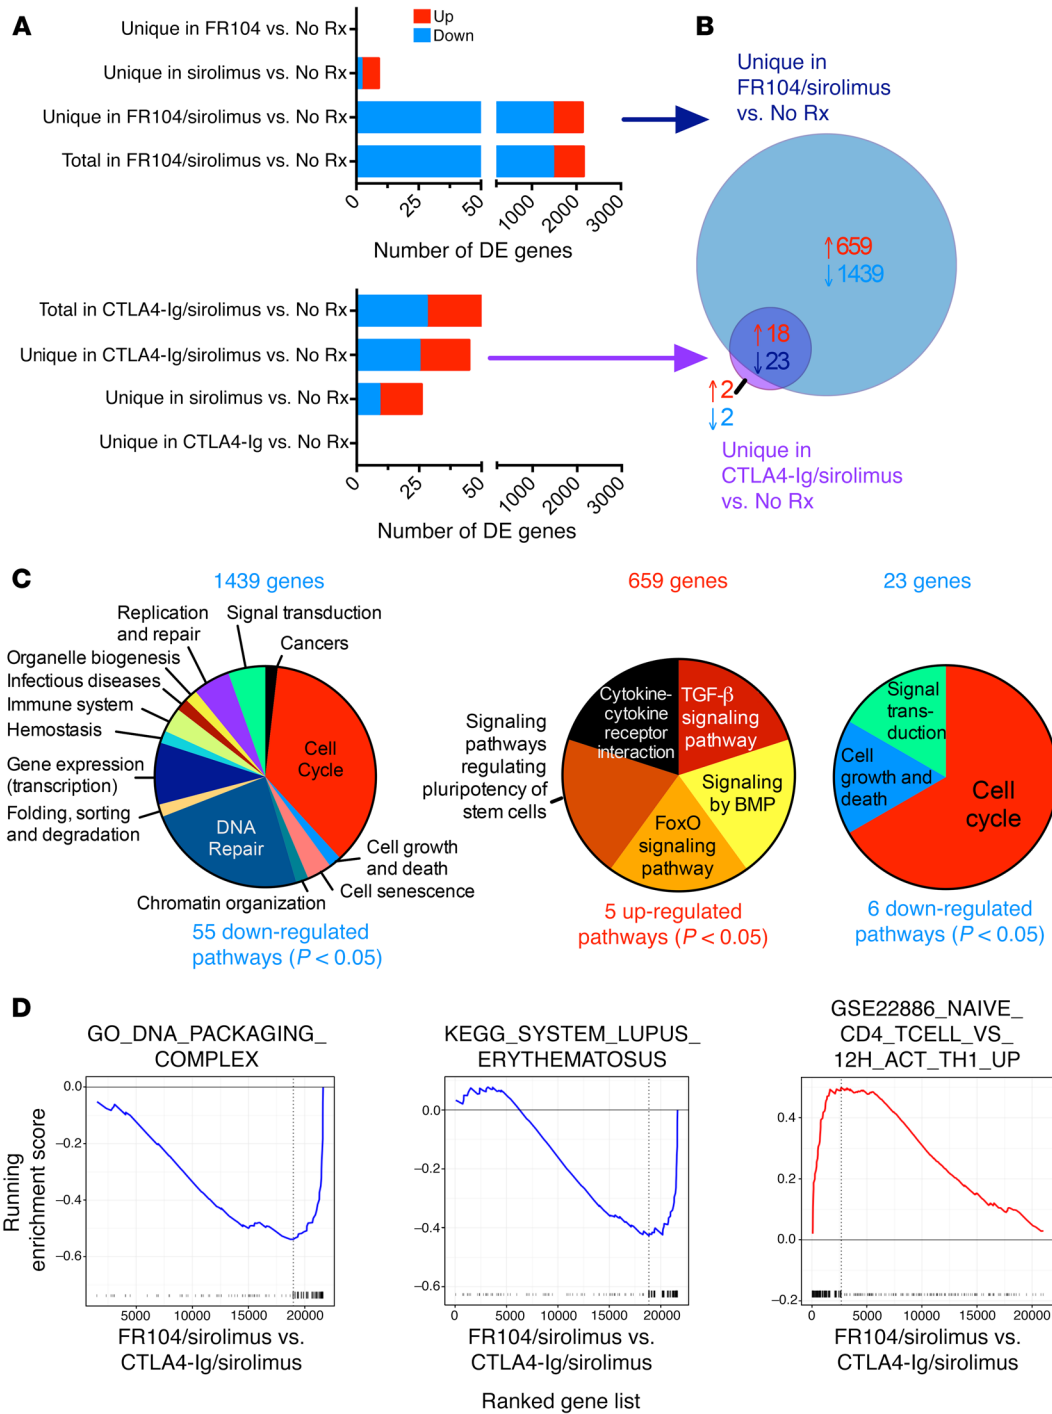 A
Up
Down
Unique in FR104 vs. No Rx
Unique in sirolimus vs. No Rx
Unique in FR104/sirolimus vs. No Rx
Total in FR104/sirolimus vs. No Rx
0
25
50
1000
2000
3000
Number of DE genes
Total in CTLA4-Ig/sirolimus vs. No Rx
Unique in CTLA4-Ig/sirolimus vs. No Rx
Unique in sirolimus vs. No Rx
Unique in CTLA4-Ig vs. No Rx
0
25
50
1000
2000
3000
Number of DE genes
B
Unique in
FR104/sirolimus
vs. No Rx
↑659
↓1439
↑18
↓23
↑2
↓2
Unique in
CTLA4-Ig/sirolimus
vs. No Rx
C
1439 genes
Replication
and repair
Signal transduction
Cancers
Organelle biogenesis
Infectious diseases
Immune system
Hemostasis
Gene expression
(transcription)
Folding, sorting
and degradation
Cell
Cycle
DNA
Repair
Cell growth
and death
Cell senescence
Chromatin organization
55 down-regulated
pathways (P < 0.05)
659 genes
Cytokine-
cytokine
receptor
interaction
TGF-β
signaling
pathway
Signaling
pathways
regulating
pluripotency of
stem cells
Signaling
by BMP
FoxO
signaling
pathway
5 up-regulated
pathways (P < 0.05)
23 genes
Signal
trans-
duction
Cell
growth and
death
Cell
cycle
6 down-regulated
pathways (P < 0.05)
D
GO_DNA_PACKAGING_
COMPLEX
Running
enrichment score
0.0
−0.2
−0.4
−0.6
5000
10000
15000
20000
FR104/sirolimus vs.
CTLA4-Ig/sirolimus
KEGG_SYSTEM_LUPUS_
ERYTHEMATOSUS
0.0
−0.2
−0.4
−0.6
0
5000
10000
15000
20000
FR104/sirolimus vs.
CTLA4-Ig/sirolimus
Ranked gene list
GSE22886_NAIVE_
CD4_TCELL_VS_
12H_ACT_TH1_UP
0.4
0.2
0.0
−0.2
0
5000
10000
15000
20000
FR104/sirolimus vs.
CTLA4-Ig/sirolimus